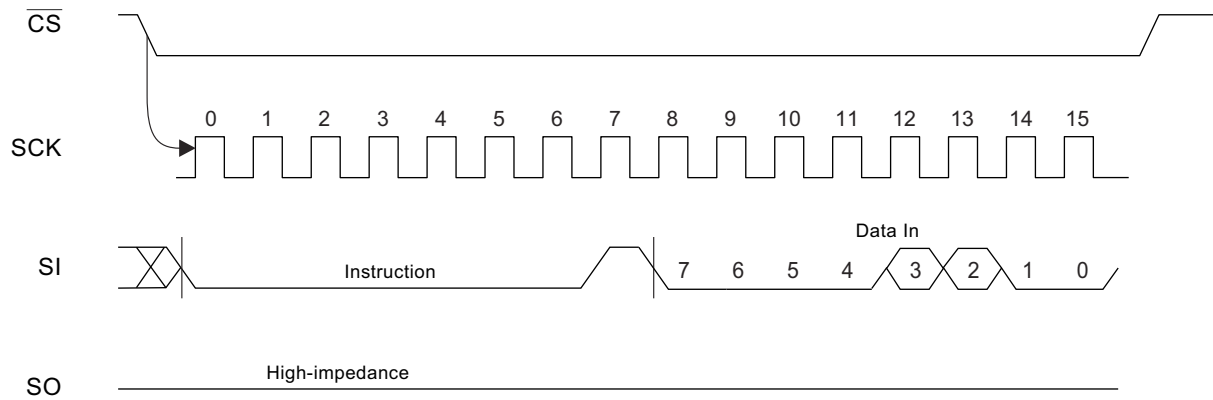 CS
0 1 2 3 4 5 6 7 8 9 10 11 12 13 14 15
SCK
Data In
SI Instruction 7 6 5 4 3 2 1 0
High-impedance
SO